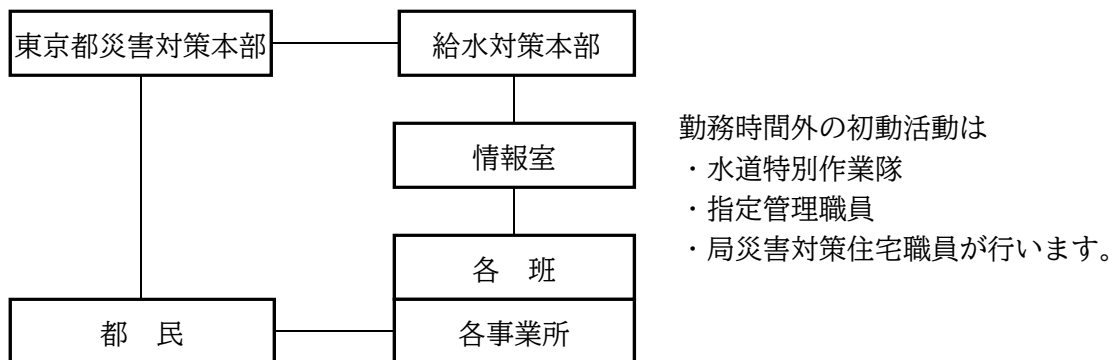 東京都災害対策本部
給水対策本部
情報室
各　班
都　民
各事業所
勤務時間外の初動活動は
・水道特別作業隊
・指定管理職員
・局災害対策住宅職員が行います。